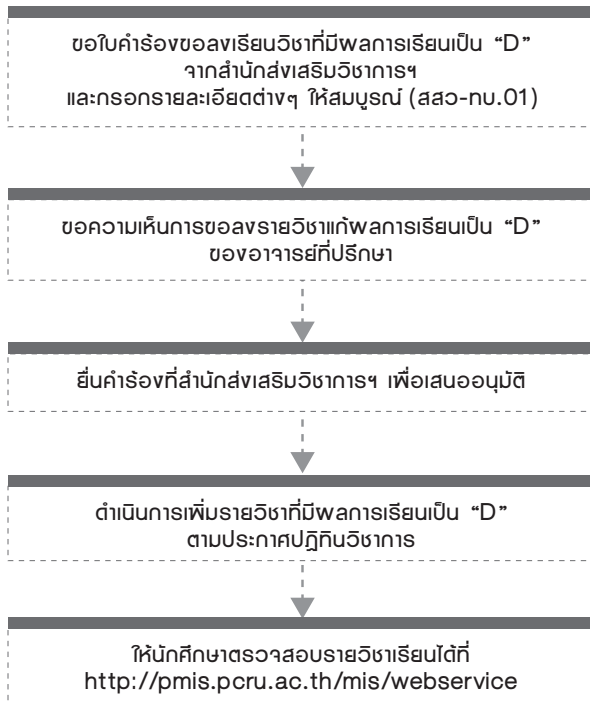 ขอใบคำร้องขอลงเรียนวิชาที่มีผลการเรียนเป็น “D”
จากสำนักส่งเสริมวิชาการฯ
และกรอกรายละเอียดต่างๆ ให้สมบูรณ์ (สสว-ทบ.01)
ขอความเห็นการขอลงรายวิชาแก้ผลการเรียนเป็น “D”
ของอาจารย์ที่ปรึกษา
ยื่นคำร้องที่สำนักส่งเสริมวิชาการฯ เพื่อเสนออนุมัติ
ดำเนินการเพิ่มรายวิชาที่มีผลการเรียนเป็น “D”
ตามประกาศปฏิทินวิชาการ
ให้นักศึกษาตรวจสอบรายวิชาเรียนได้ที่
http://pmis.pcru.ac.th/mis/webservice